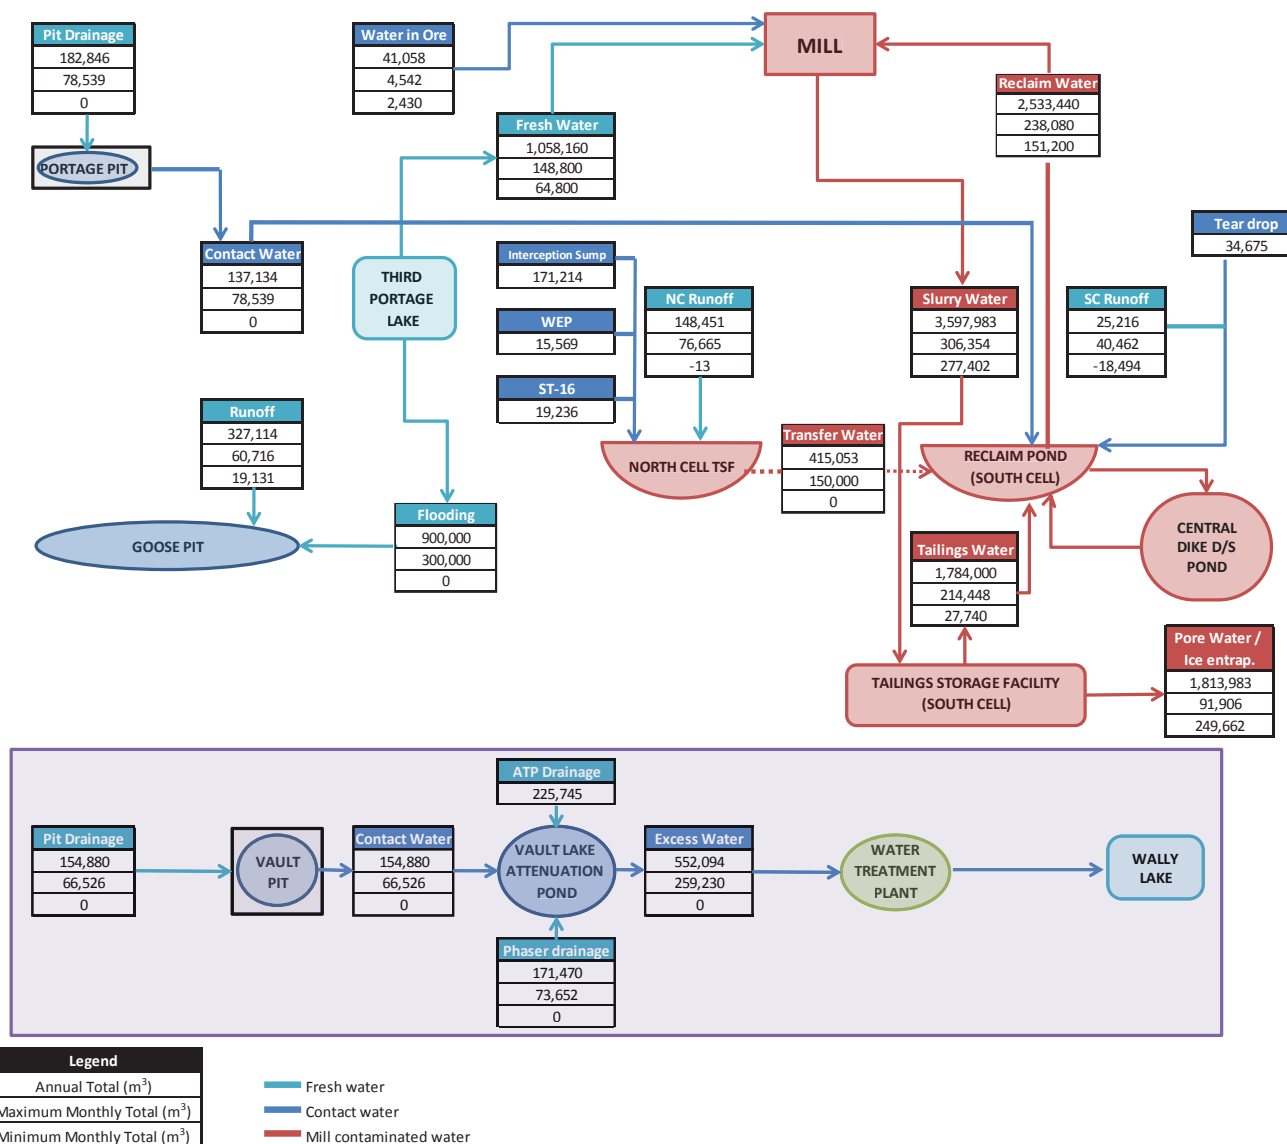 Pit Drainage
182,846
78,539
0
PORTAGE PIT
Water in Ore
41,058
4,542
2,430
MILL
Reclaim Water
2,533,440
238,080
151,200
Fresh Water
1,058,160
148,800
64,800
Contact Water
137,134
78,539
0
THIRD
PORTAGE
LAKE
Interception Sump
171,214
WEP
15,569
ST-16
19,236
NC Runoff
148,451
76,665
-13
Slurry Water
3,597,983
306,354
277,402
SC Runoff
25,216
40,462
-18,494
Tear drop
34,675
Runoff
327,114
60,716
19,131
GOOSE PIT
Flooding
900,000
300,000
0
NORTH CELL TSF
Transfer Water
415,053
150,000
0
RECLAIM POND
(SOUTH CELL)
CENTRAL
DIKE D/S
POND
Tailings Water
1,784,000
214,448
27,740
TAILINGS STORAGE FACILITY
(SOUTH CELL)
Pore Water /
Ice entrap.
1,813,983
91,906
249,662
Pit Drainage
154,880
66,526
0
VAULT
PIT
Contact Water
154,880
66,526
0
ATP Drainage
225,745
VAULT LAKE
ATTENUATION
POND
Phaser drainage
171,470
73,652
0
Excess Water
552,094
259,230
0
WATER
TREATMENT
PLANT
WALLY
LAKE
Legend
Annual Total (m³)
Maximum Monthly Total (m³)
Minimum Monthly Total (m³)
Fresh water
Contact water
Mill contaminated water